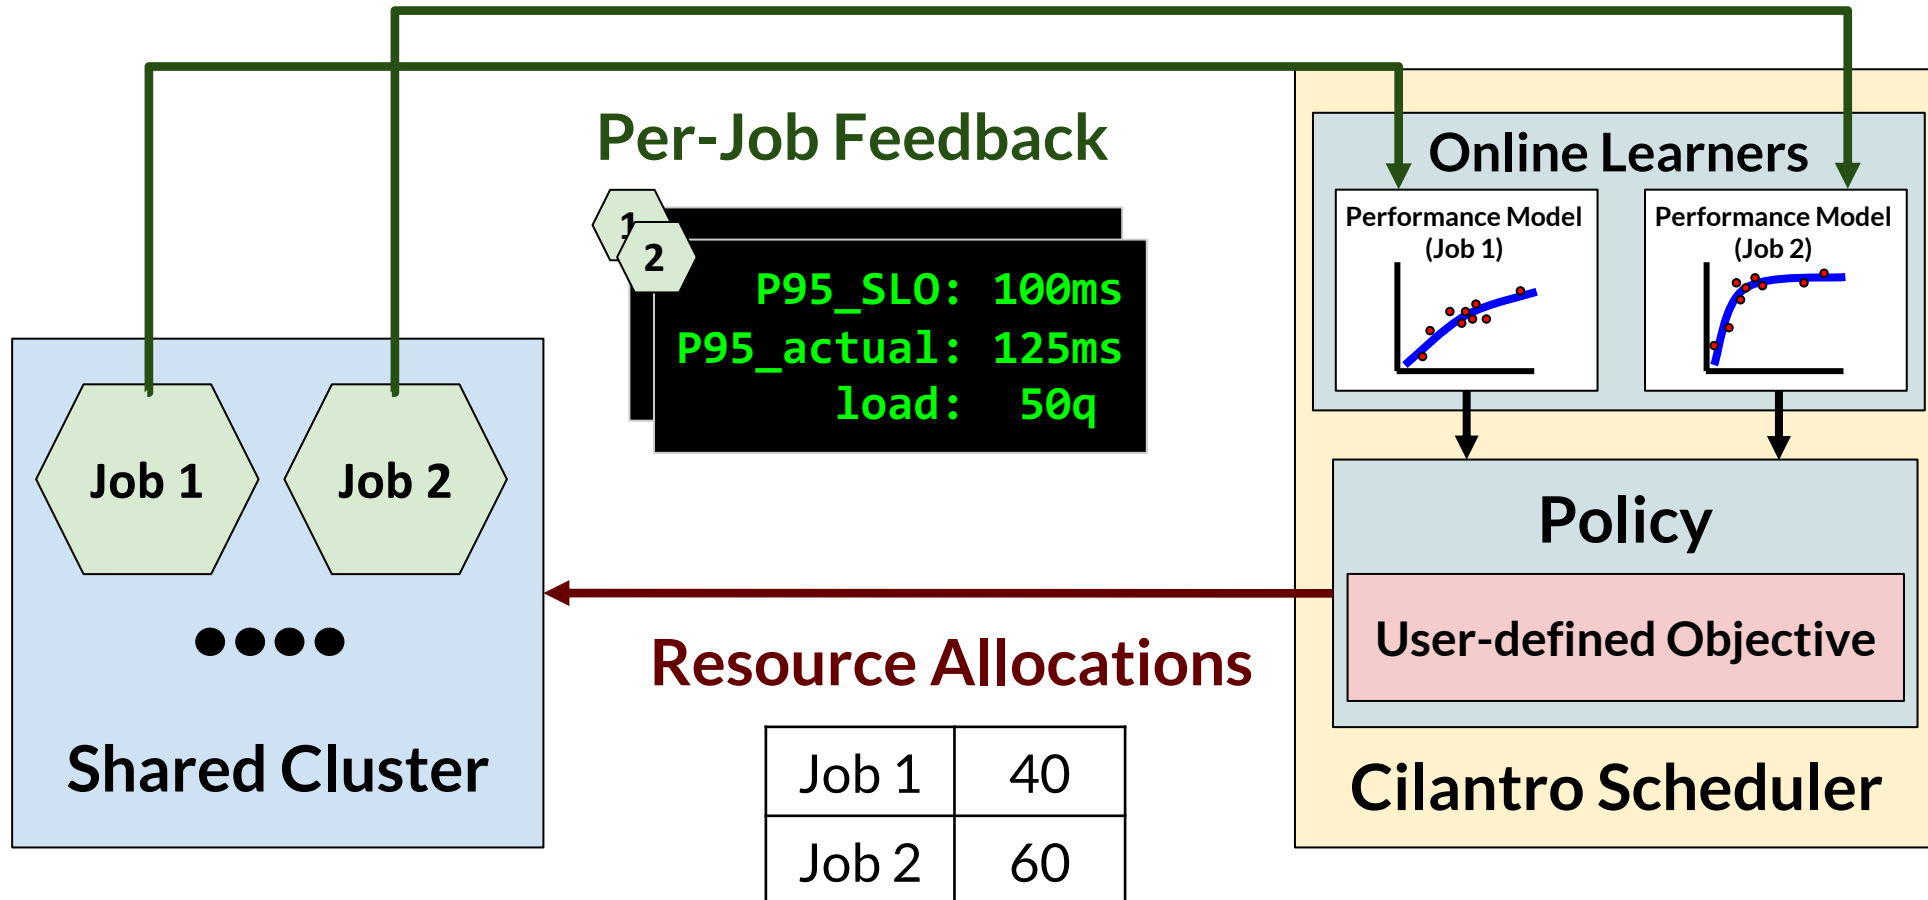 Per-Job Feedback
1
2
P95_SLO: 100ms
P95_actual: 125ms
load: 50q
Online Learners
Performance Model
(Job 1)
Performance Model
(Job 2)
Job 1
Job 2
Shared Cluster
Policy
User-defined Objective
Cilantro Scheduler
Resource Allocations
Job 1 40
Job 2 60